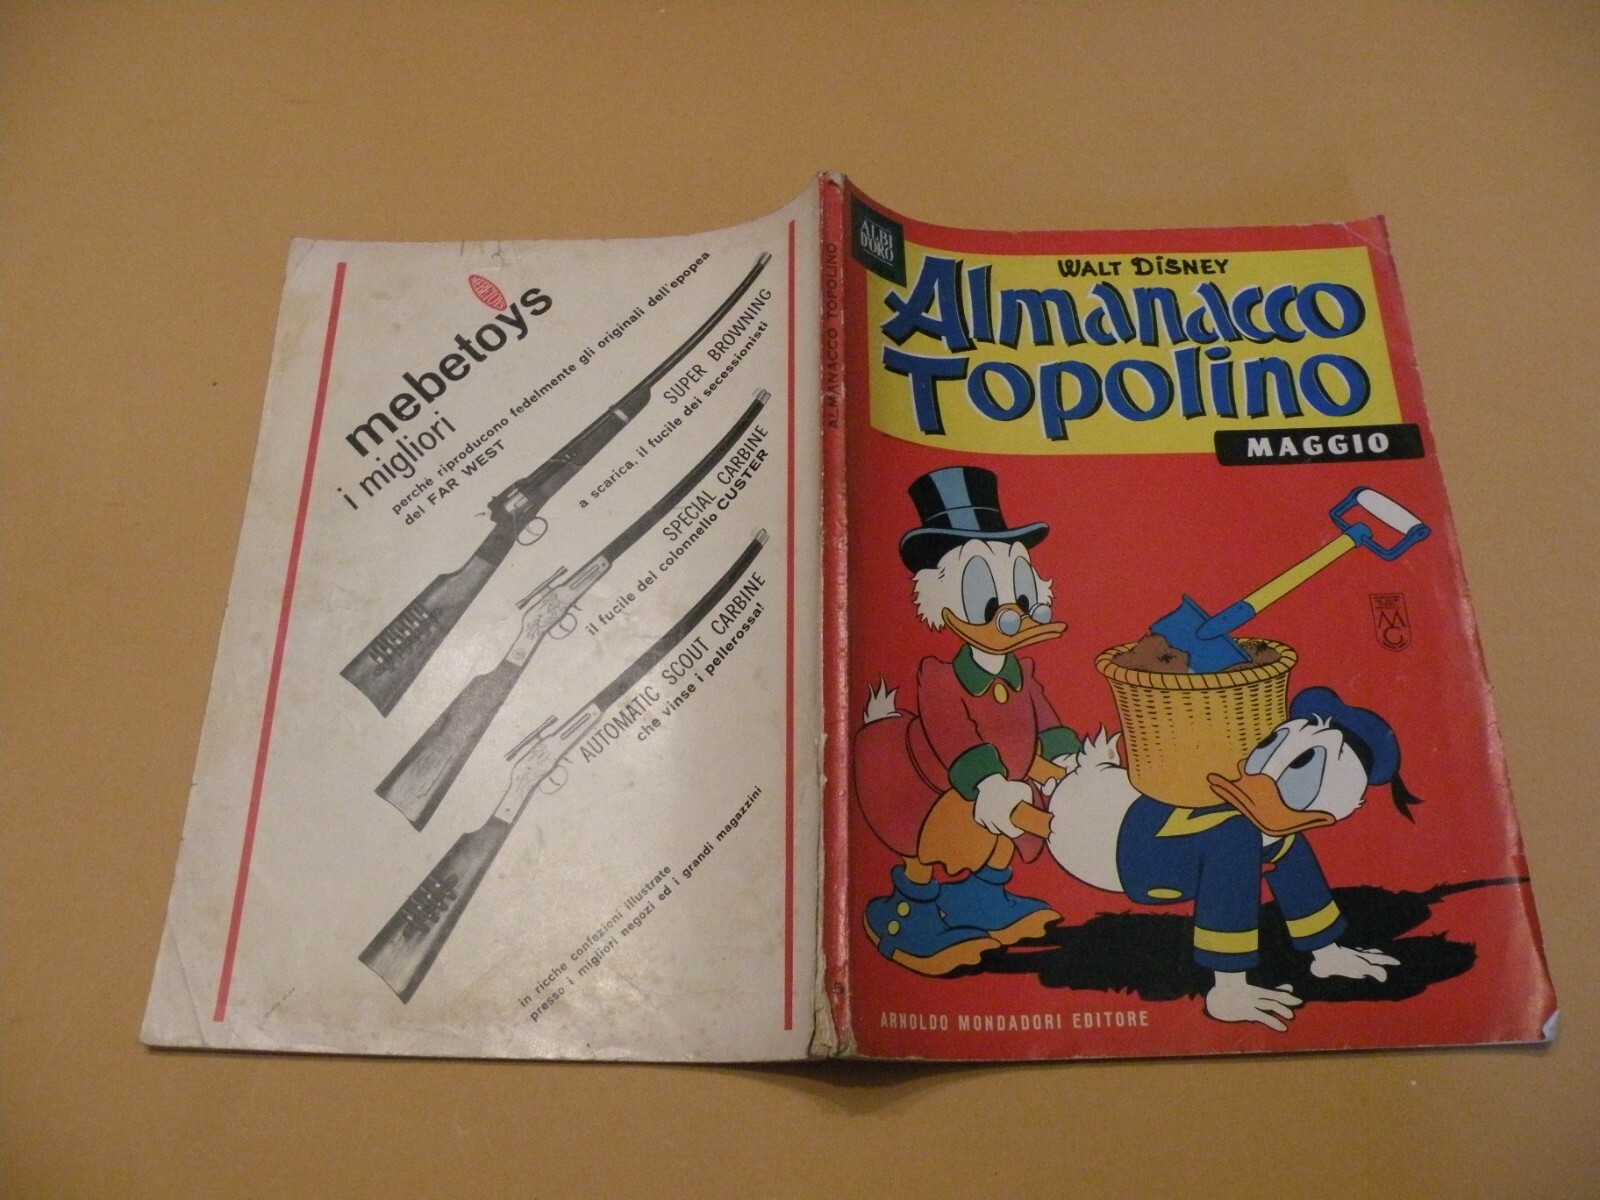 MEBETOYS
mebetoys
i migliori
perchè riproducono fedelmente gli originali dell'epopea
del FAR WEST
SUPER BROWNING
a scarica, il fucile dei secessionisti
SPECIAL CARBINE
il fucile del colonnello CUSTER
AUTOMATIC SCOUT CARBINE
che vinse i pellerossa!
in ricche confezioni illustrate
presso i migliori negozi ed i grandi magazzini
ALMANACCO TOPOLINO
5
ALBI
D'ORO
WALT DISNEY
Almanacco
Topolino
MAGGIO
ARNOLDO MONDADORI EDITORE